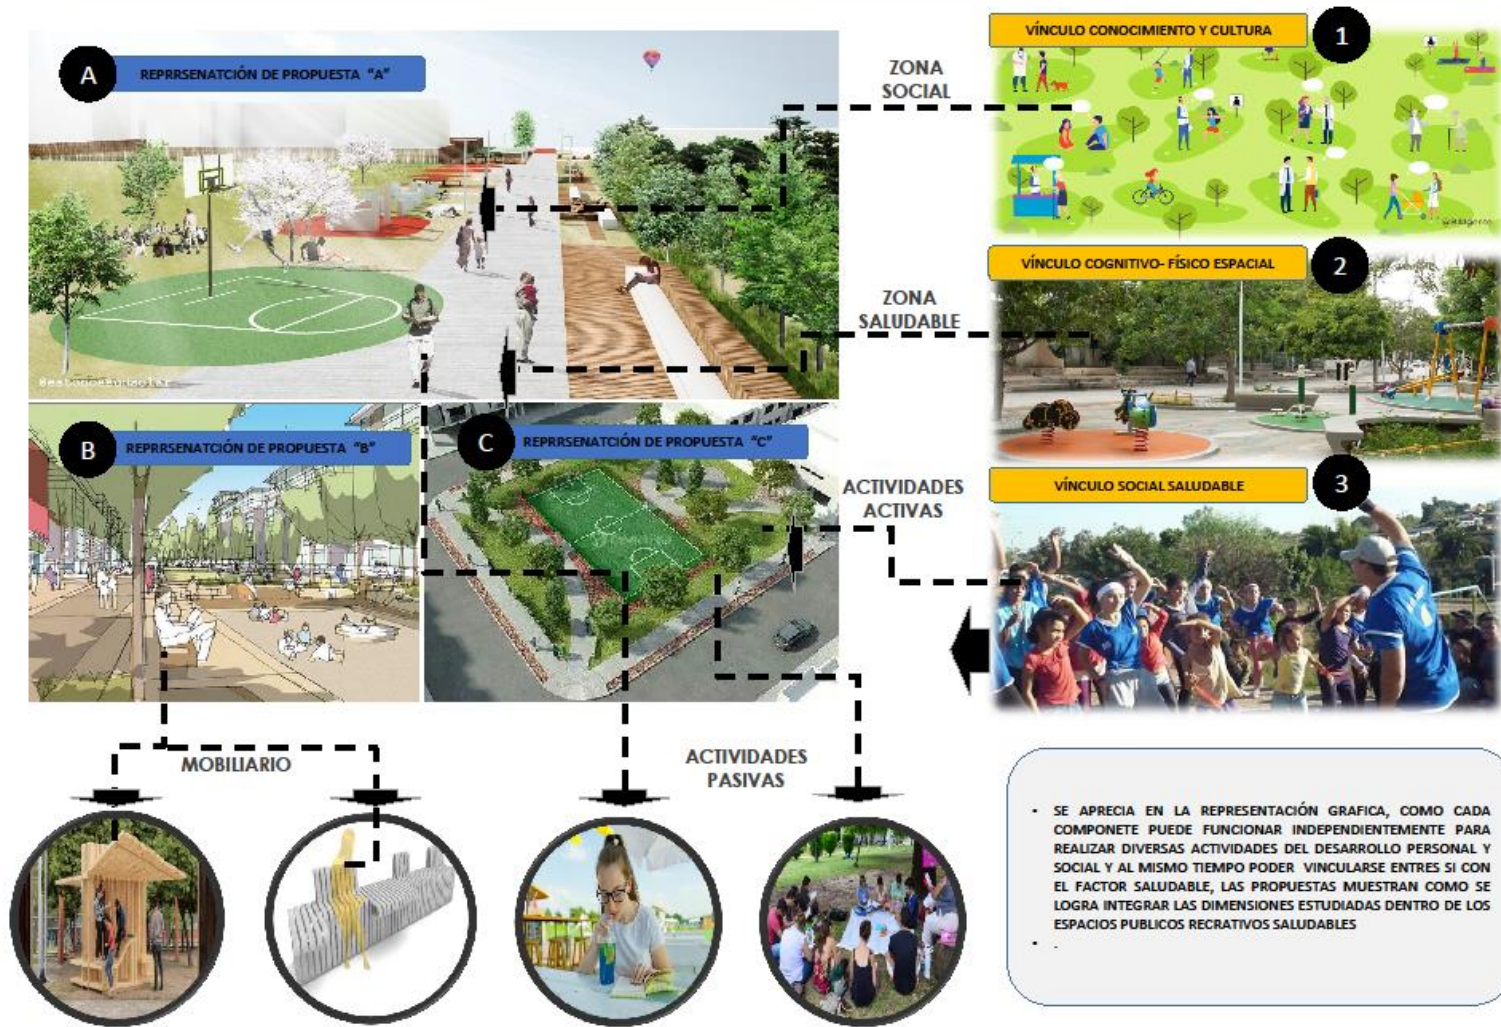 A
REPRRSENATCIÓN DE PROPUESTA "A"
ZONA
SOCIAL
VÍNCULO CONOCIMIENTO Y CULTURA
1
ZONA
SALUDABLE
VÍNCULO COGNITIVO- FÍSICO ESPACIAL
2
B
REPRRSENATCIÓN DE PROPUESTA "B"
C
REPRRSENATCIÓN DE PROPUESTA "C"
ACTIVIDADES
ACTIVAS
VÍNCULO SOCIAL SALUDABLE
3
MOBILIARIO
ACTIVIDADES
PASIVAS
• SE APRECIA EN LA REPRESENTACIÓN GRAFICA, COMO CADA
COMPONETE PUEDE FUNCIONAR INDEPENDIENTEMENTE PARA
REALIZAR DIVERSAS ACTIVIDADES DEL DESARROLLO PERSONAL Y
SOCIAL Y AL MISMO TIEMPO PODER VINCULARSE ENTRES SI CON
EL FACTOR SALUDABLE, LAS PROPUESTAS MUESTRAN COMO SE
LOGRA INTEGRAR LAS DIMENSIONES ESTUDIADAS DENTRO DE LOS
ESPACIOS PUBLICOS RECRATIVOS SALUDABLES
• .